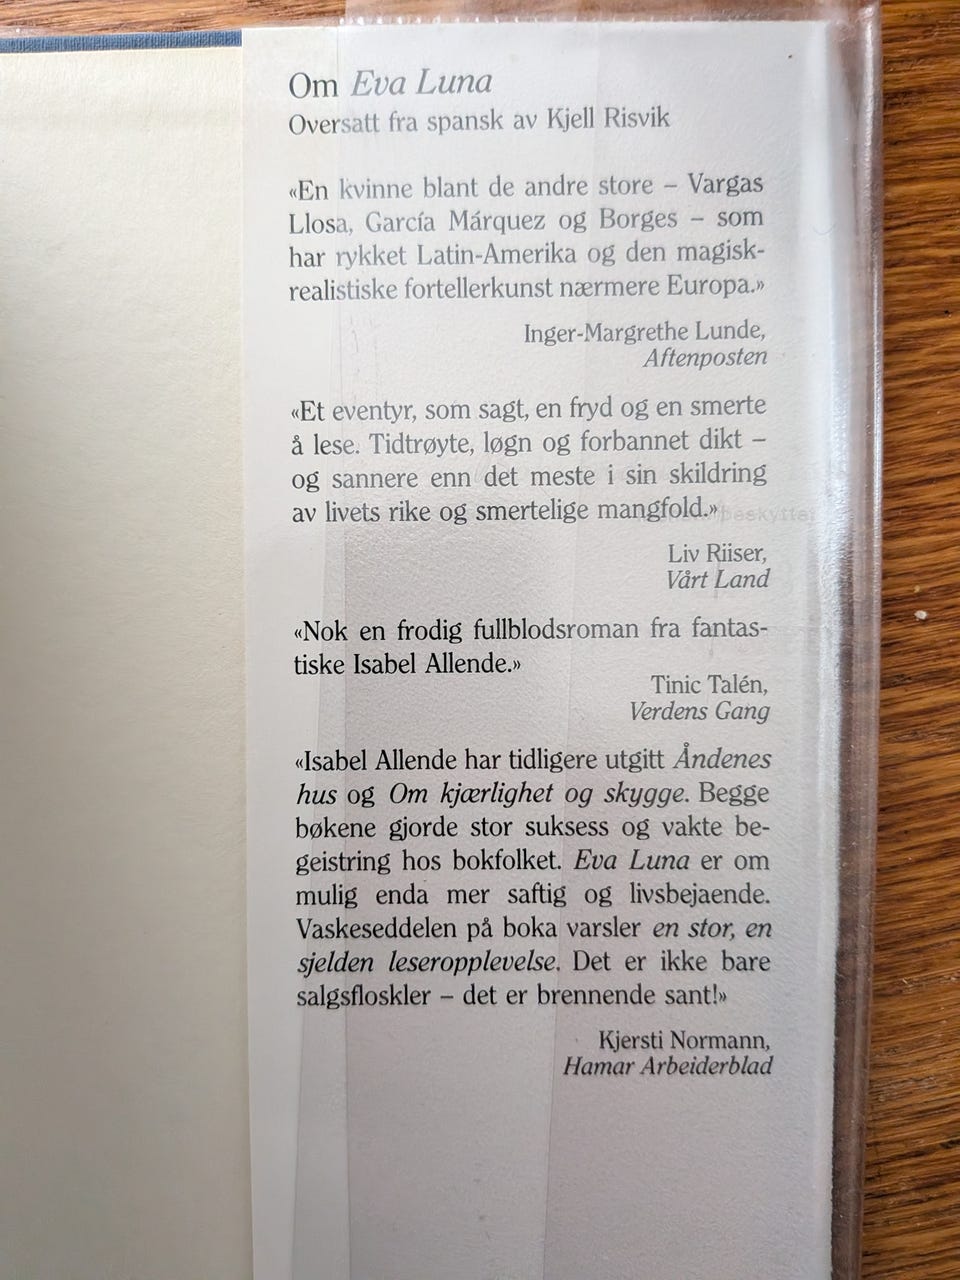 Om Eva Luna
Oversatt fra spansk av Kjell Risvik
«En kvinne blant de andre store – Vargas
Llosa, García Márquez og Borges – som
har rykket Latin-Amerika og den magisk-
realistiske fortellerkunst nærmere Europa.»
Inger-Margrethe Lunde,
Aftenposten
«Et eventyr, som sagt, en fryd og en smerte
å lese. Tidtrøyte, løgn og forbannet dikt –
og sannere enn det meste i sin skildring
av livets rike og smertelige mangfold.»
Liv Riiser,
Vårt Land
«Nok en frodig fullblodsroman fra fantas-
tiske Isabel Allende.»
Tinic Talén,
Verdens Gang
«Isabel Allende har tidligere utgitt Åndenes
hus og Om kjærlighet og skygge. Begge
bøkene gjorde stor suksess og vakte be-
geistring hos bokfolket. Eva Luna er om
mulig enda mer saftig og livsbejaende.
Vaskeseddelen på boka varsler en stor, en
sjelden leseropplevelse. Det er ikke bare
salgsfloskler – det er brennende sant!»
Kjersti Normann,
Hamar Arbeiderblad